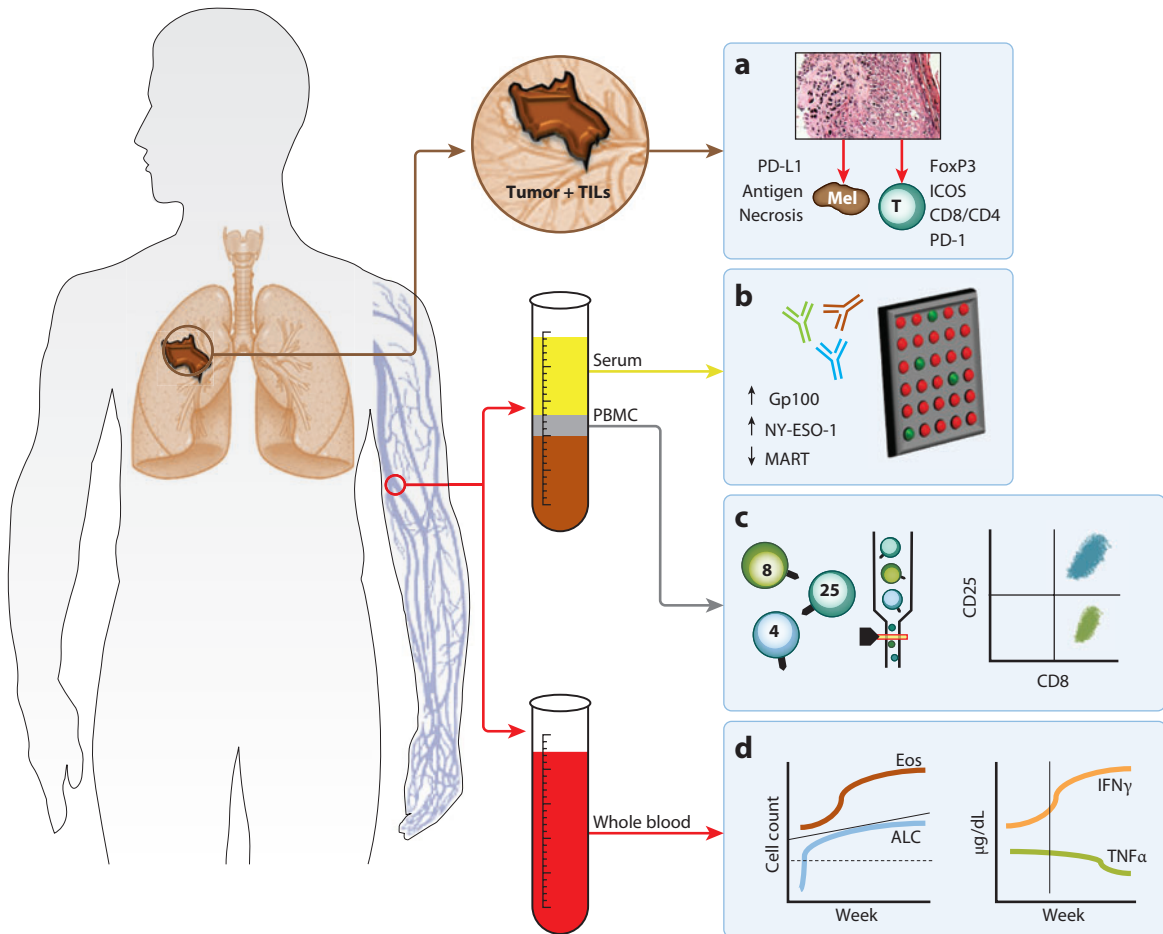 a
Tumor + TILs
PD-L1
Antigen
Necrosis
Mel
T
FoxP3
ICOS
CD8/CD4
PD-1
b
Serum
PBMC
↑ Gp100
↑ NY-ESO-1
↓ MART
c
8
25
4
CD25
CD8
d
Whole blood
Cell count
Eos
ALC
Week
µg/dL
IFNγ
TNFα
Week